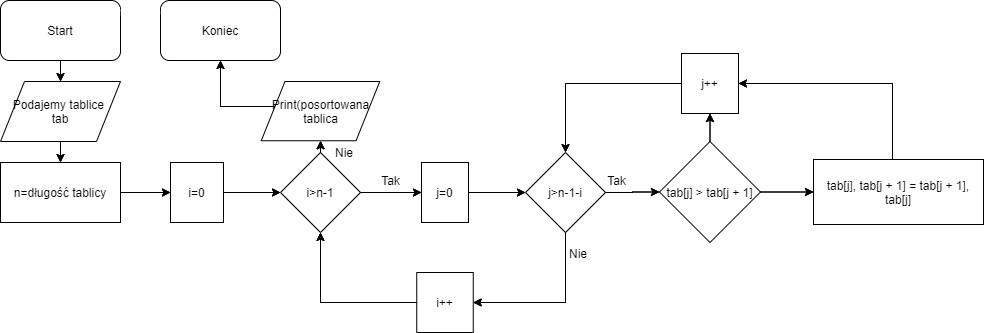 Start
Koniec
Podajemy tablice
tab
Print(posortowana
tablica
j++
Nie
n=długość tablicy
i=0
i>n-1
Tak
j=0
j>n-1-i
Tak
tab[j] > tab[j + 1]
tab[j], tab[j + 1] = tab[j + 1],
tab[j]
Nie
i++